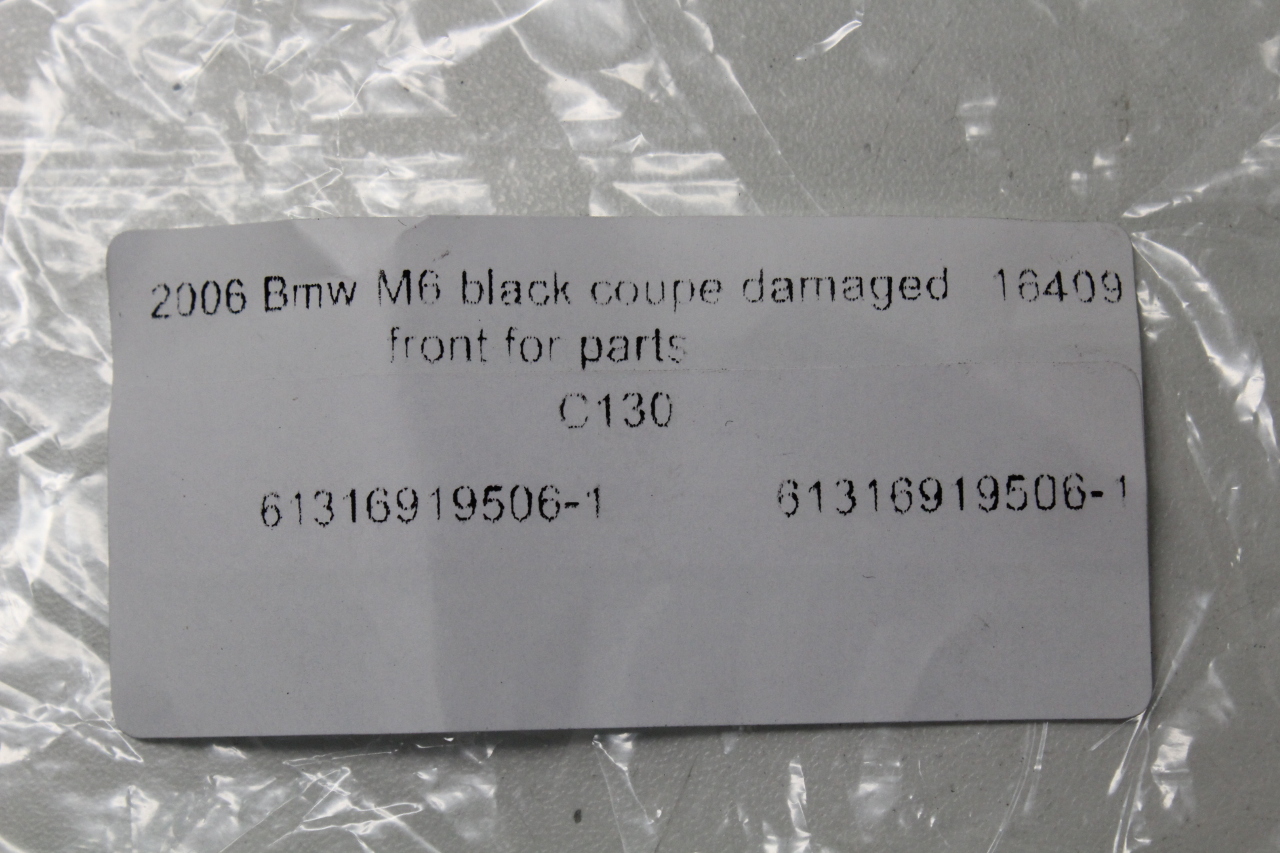 2006 Bmw M6 black coupe damaged 16409
front for parts
C130
61316919506-1 61316919506-1